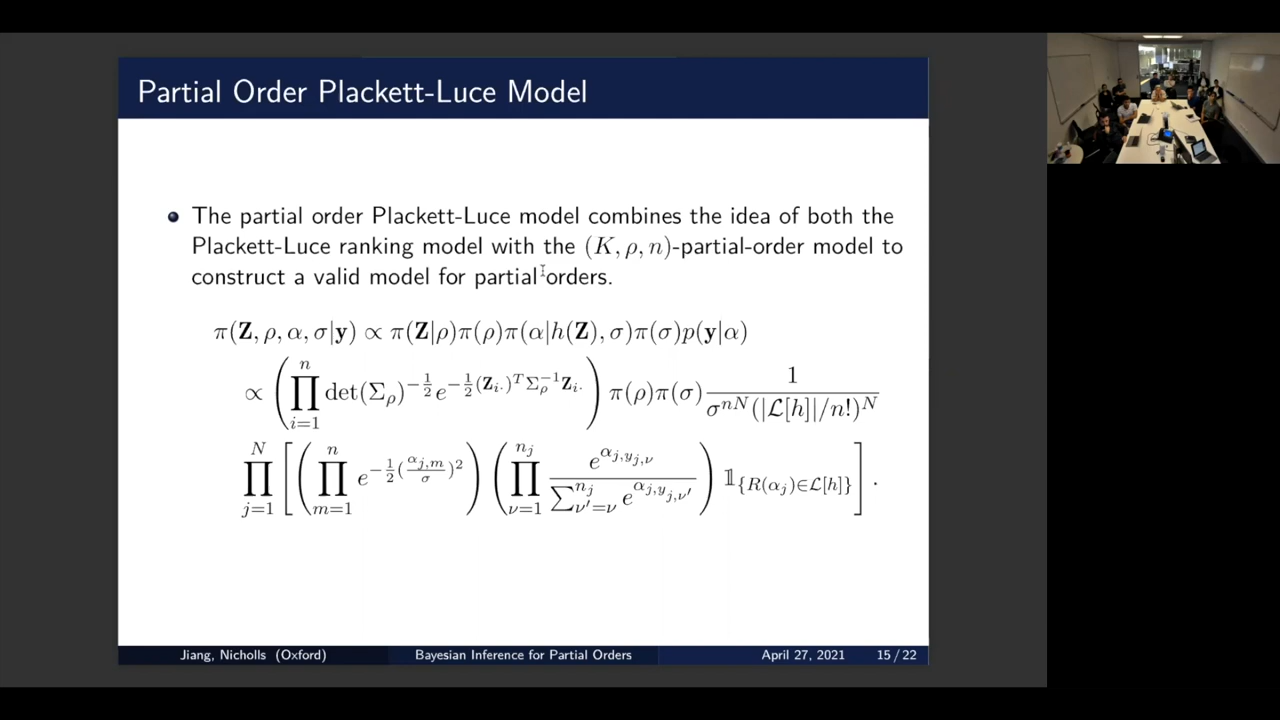 Partial Order Plackett-Luce Model
The partial order Plackett-Luce model combines the idea of both the
Plackett-Luce ranking model with the (K, ρ, n)-partial-order model to
construct a valid model for partial orders.
π(𝐙, ρ, α, σ|𝐲) ∝ π(𝐙|ρ)π(ρ)π(α|h(𝐙), σ)π(σ)p(𝐲|α)
∝ ( ∏_{i=1}^{n} det(Σ_ρ)^{-1/2} e^{-1/2 (𝐙_{i·})^T Σ_ρ^{-1} 𝐙_{i·}} ) π(ρ)π(σ) 1 / (σ^{nN}(|ℒ[h]|/n!)^N)
∏_{j=1}^{N} [ ( ∏_{m=1}^{n} e^{-1/2 (α_{j,m}/σ)^2} ) ( ∏_{ν=1}^{n_j} e^{α_{j,y_{j,ν}}} / ∑_{ν'=ν}^{n_j} e^{α_{j,y_{j,ν'}}} ) 𝟙_{{R(α_j)∈ℒ[h]}} ] .
Jiang, Nicholls (Oxford) Bayesian Inference for Partial Orders April 27, 2021 15 / 22